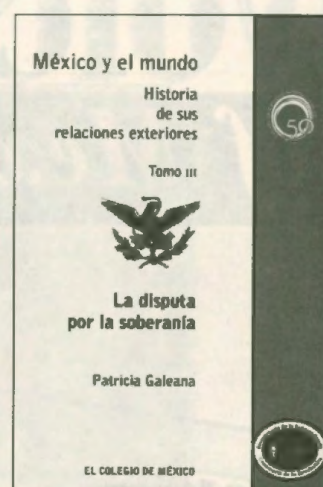 México y el mundo
Historia
de sus
relaciones exteriores
Tomo III
La disputa
por la soberanía
Patricia Galeana
EL COLEGIO DE MÉXICO
50